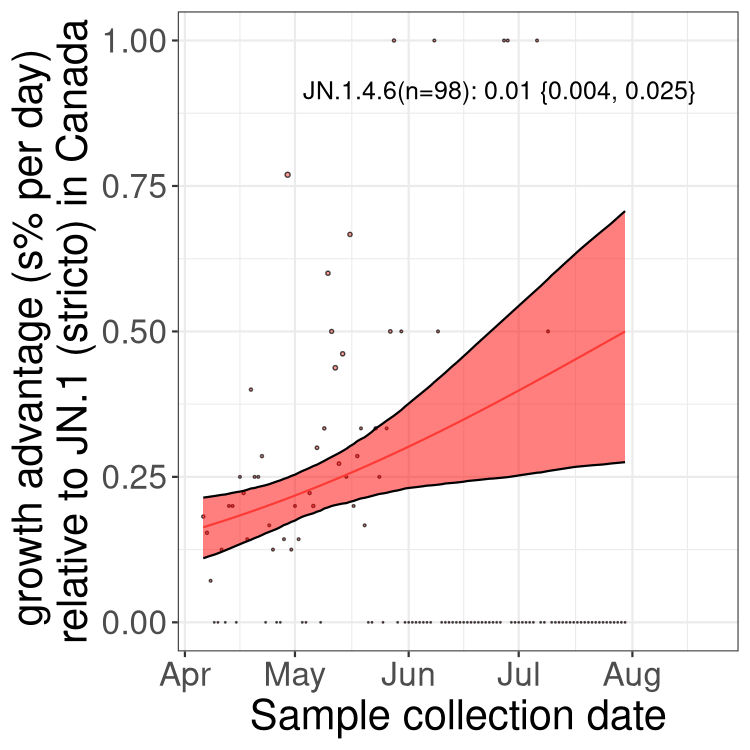 growth advantage (s% per day)
relative to JN.1 (stricto) in Canada
1.00
0.75
0.50
0.25
0.00
JN.1.4.6(n=98): 0.01 {0.004, 0.025}
Apr May Jun Jul Aug
Sample collection date